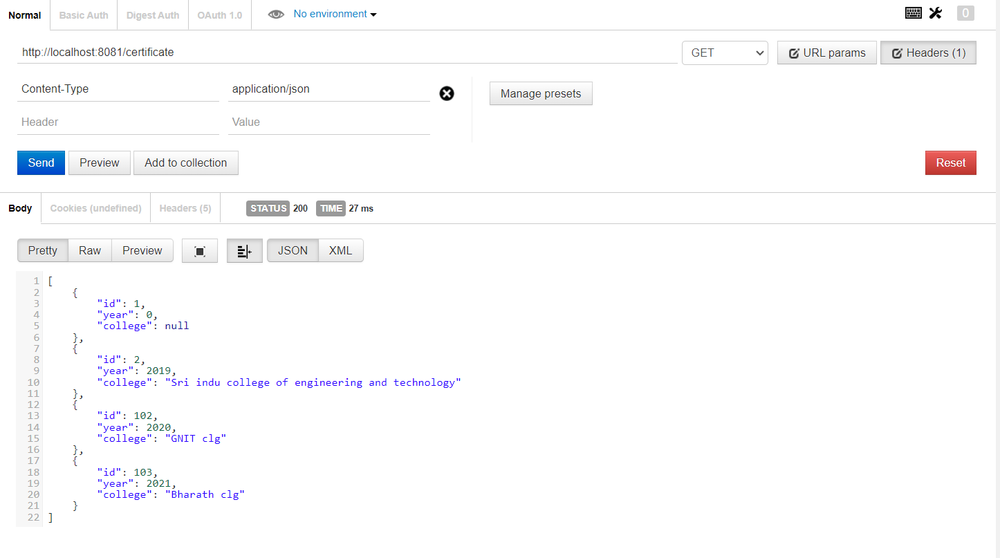 Normal Basic Auth Digest Auth OAuth 1.0 No environment 0
http://localhost:8081/certificate GET URL params Headers (1)
Content-Type application/json Manage presets
Header Value
Send Preview Add to collection Reset
Body Cookies (undefined) Headers (5) STATUS 200 TIME 27 ms
Pretty Raw Preview JSON XML
1 [
2 {
3 "id": 1,
4 "year": 0,
5 "college": null
6 },
7 {
8 "id": 2,
9 "year": 2019,
10 "college": "Sri indu college of engineering and technology"
11 },
12 {
13 "id": 102,
14 "year": 2020,
15 "college": "GNIT clg"
16 },
17 {
18 "id": 103,
19 "year": 2021,
20 "college": "Bharath clg"
21 }
22 ]